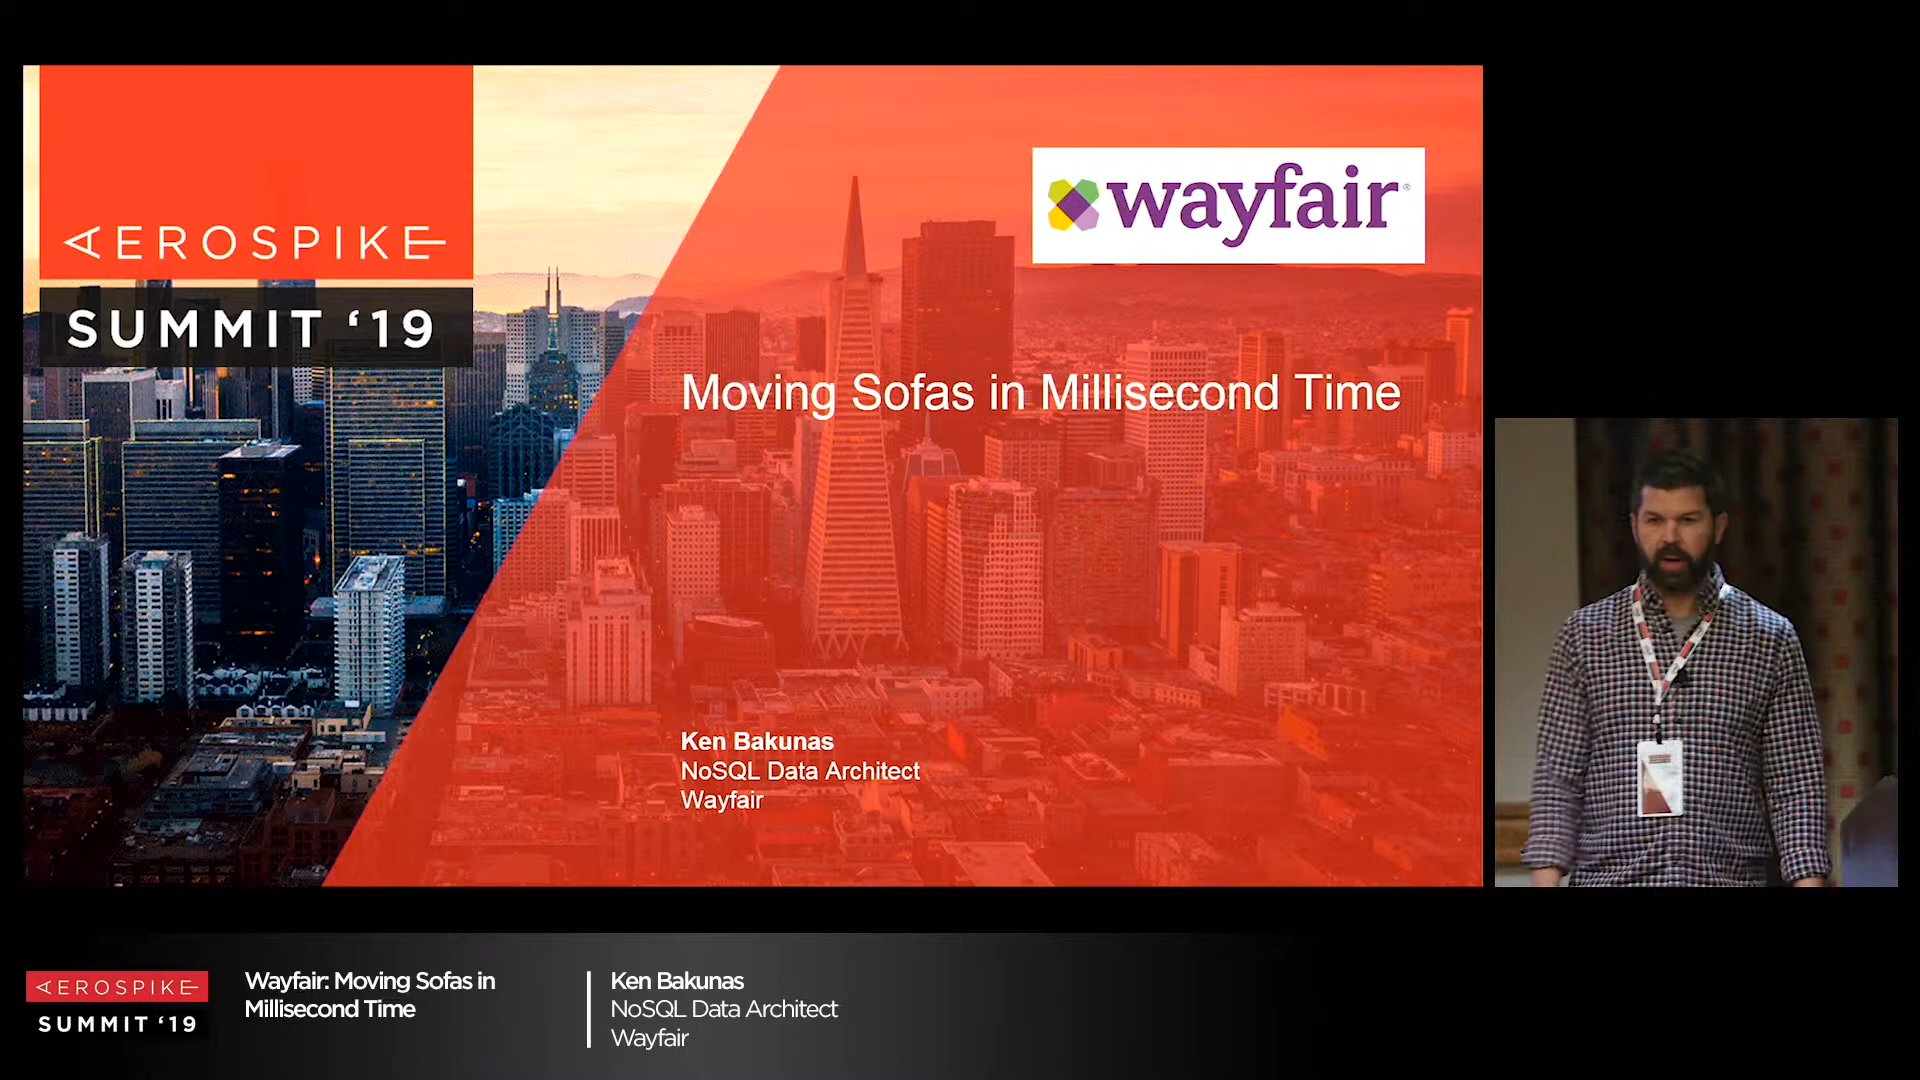 AEROSPIKE
SUMMIT ‘19
wayfair
Moving Sofas in Millisecond Time
Ken Bakunas
NoSQL Data Architect
Wayfair
AEROSPIKE
SUMMIT ‘19
Wayfair: Moving Sofas in
Millisecond Time
Ken Bakunas
NoSQL Data Architect
Wayfair